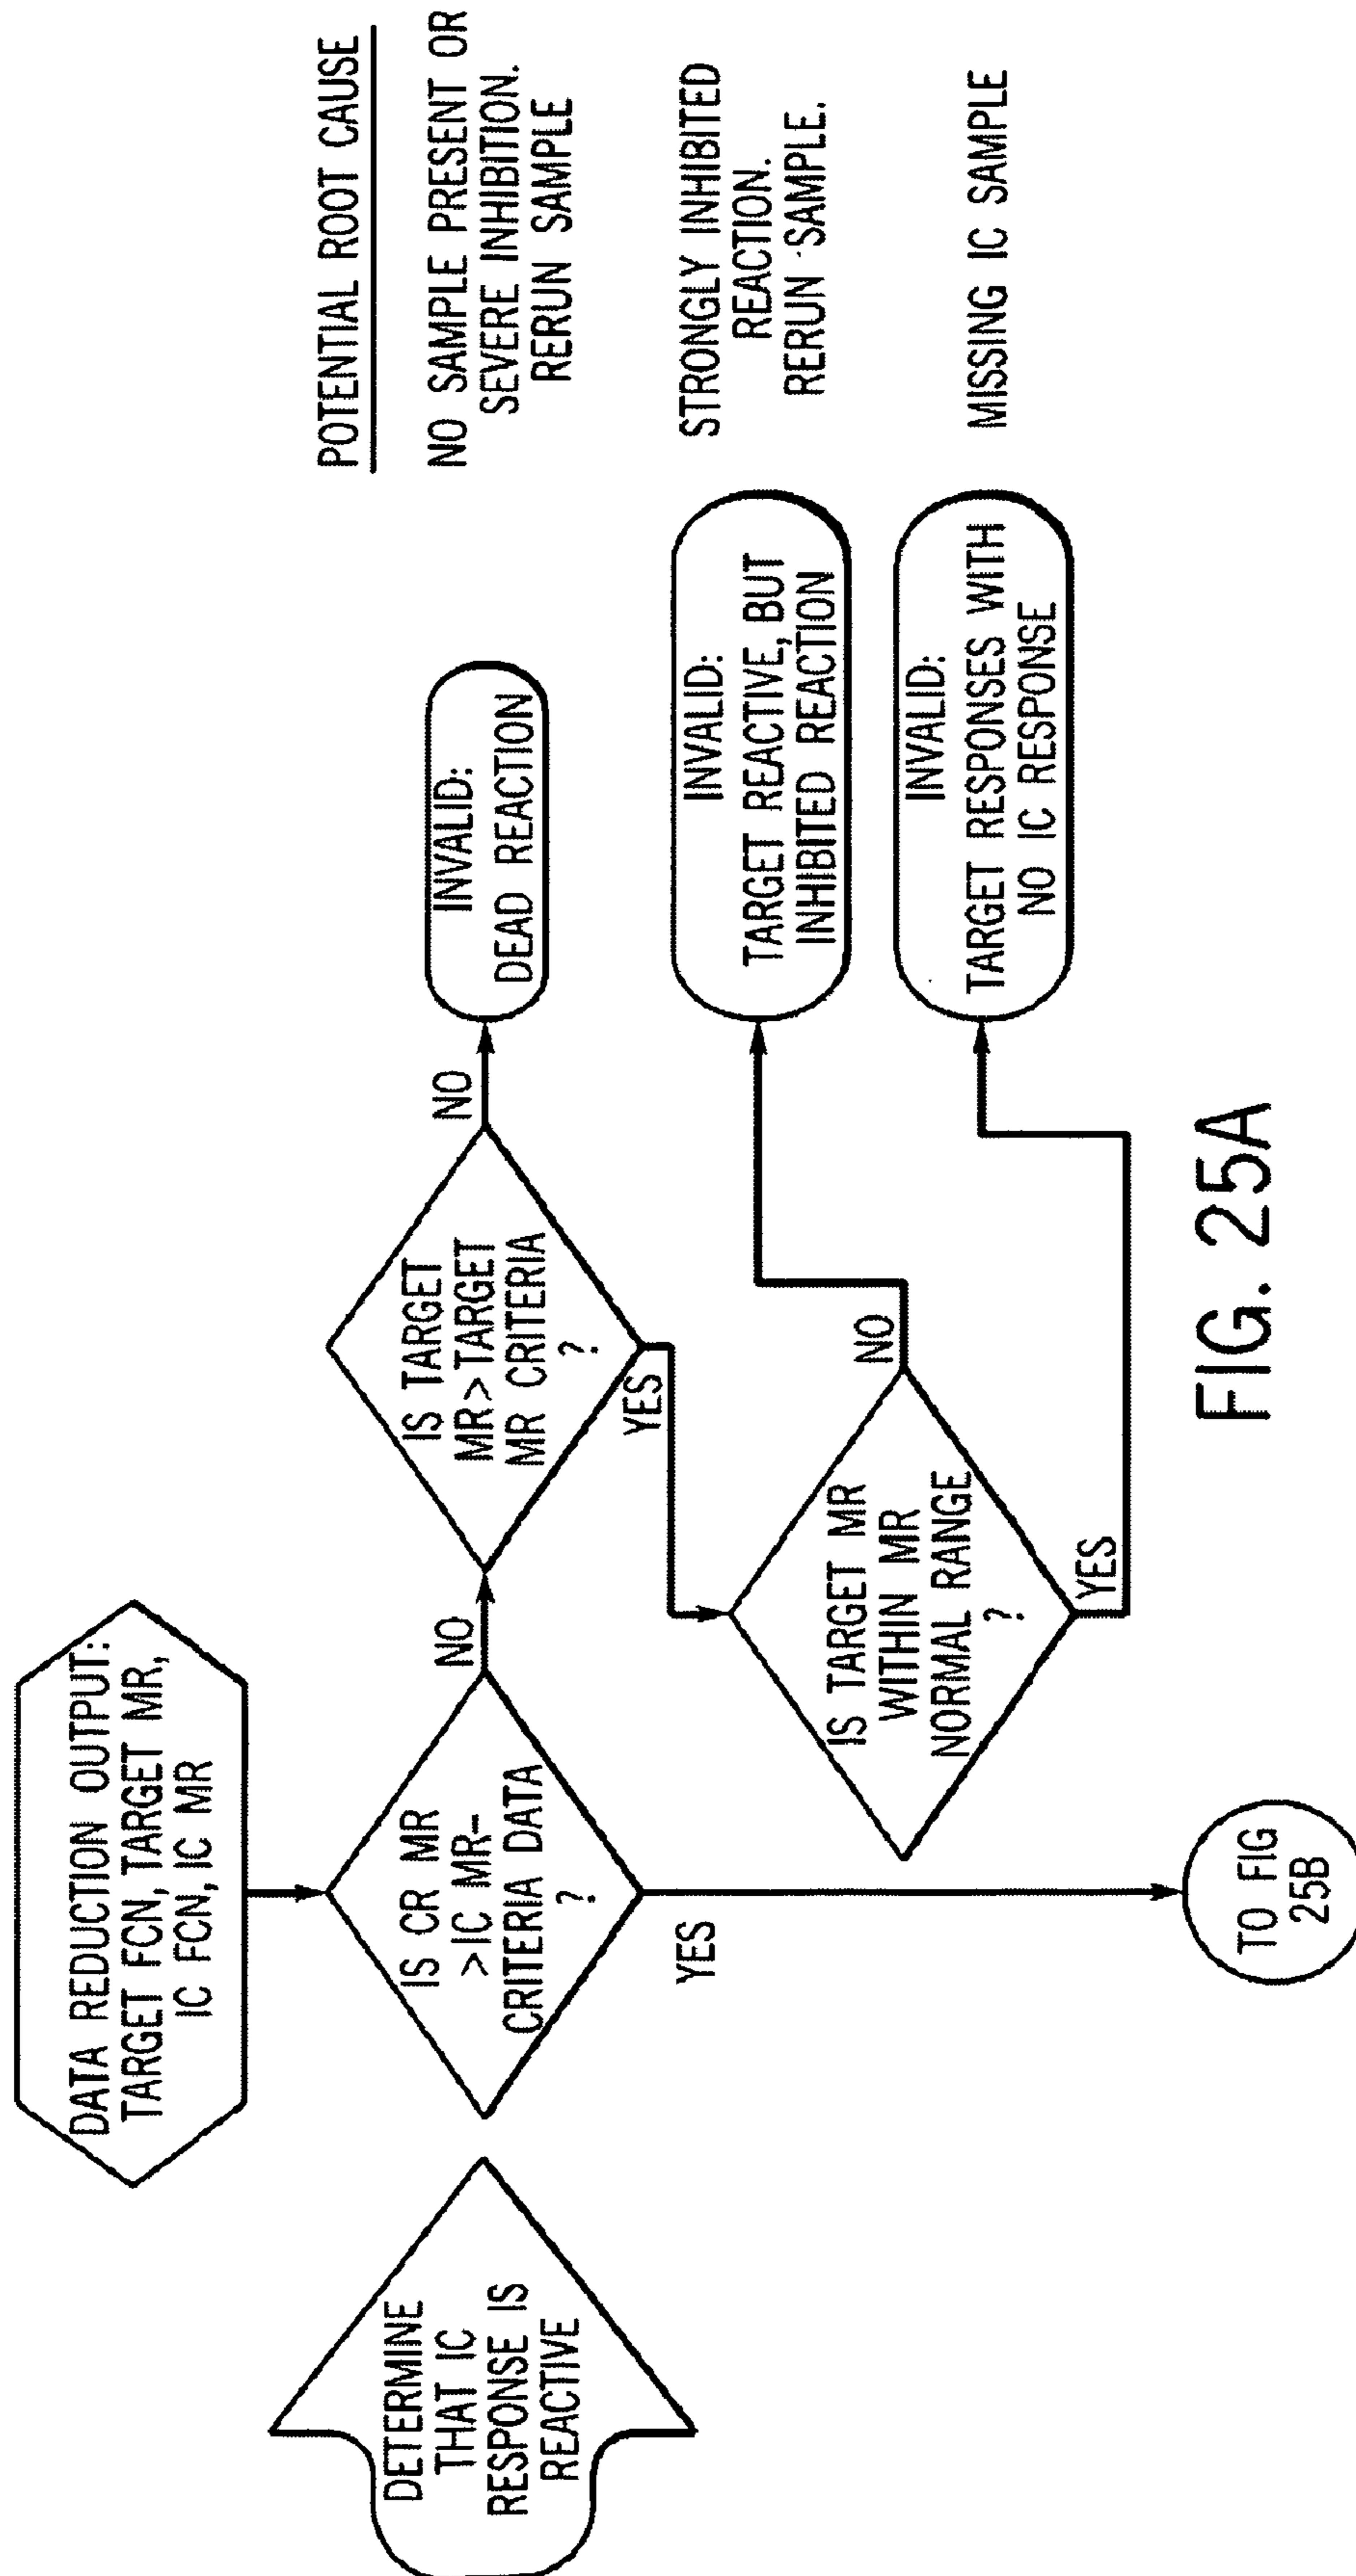 DATA REDUCTION OUTPUT:
TARGET FCN, TARGET MR,
IC FCN, IC MR
DETERMINE
THAT IC
RESPONSE IS
REACTIVE
IS CR MR
>IC MR-
CRITERIA DATA
?
NO
YES
IS TARGET
MR>TARGET
MR CRITERIA
?
NO
YES
INVALID:
DEAD REACTION
POTENTIAL ROOT CAUSE
NO SAMPLE PRESENT OR
SEVERE INHIBITION.
RERUN SAMPLE
IS TARGET MR
WITHIN MR
NORMAL RANGE
?
NO
YES
INVALID:
TARGET REACTIVE, BUT
INHIBITED REACTION
STRONGLY INHIBITED
REACTION.
RERUN SAMPLE.
INVALID:
TARGET RESPONSES WITH
NO IC RESPONSE
MISSING IC SAMPLE
TO FIG
25B
FIG. 25A